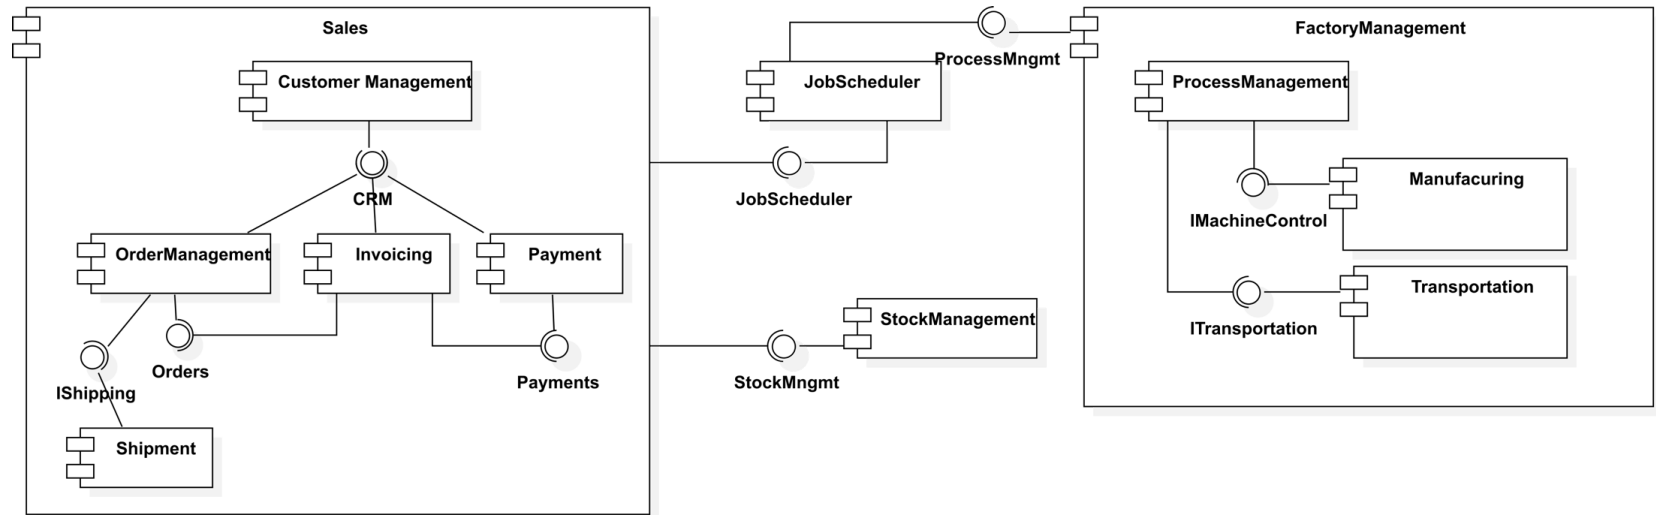 Sales
Customer Management
CRM
OrderManagement
Invoicing
Payment
IShipping
Orders
Payments
Shipment
ProcessMngmt
JobScheduler
JobScheduler
StockManagement
StockMngmt
FactoryManagement
ProcessManagement
Manufacuring
IMachineControl
Transportation
ITransportation